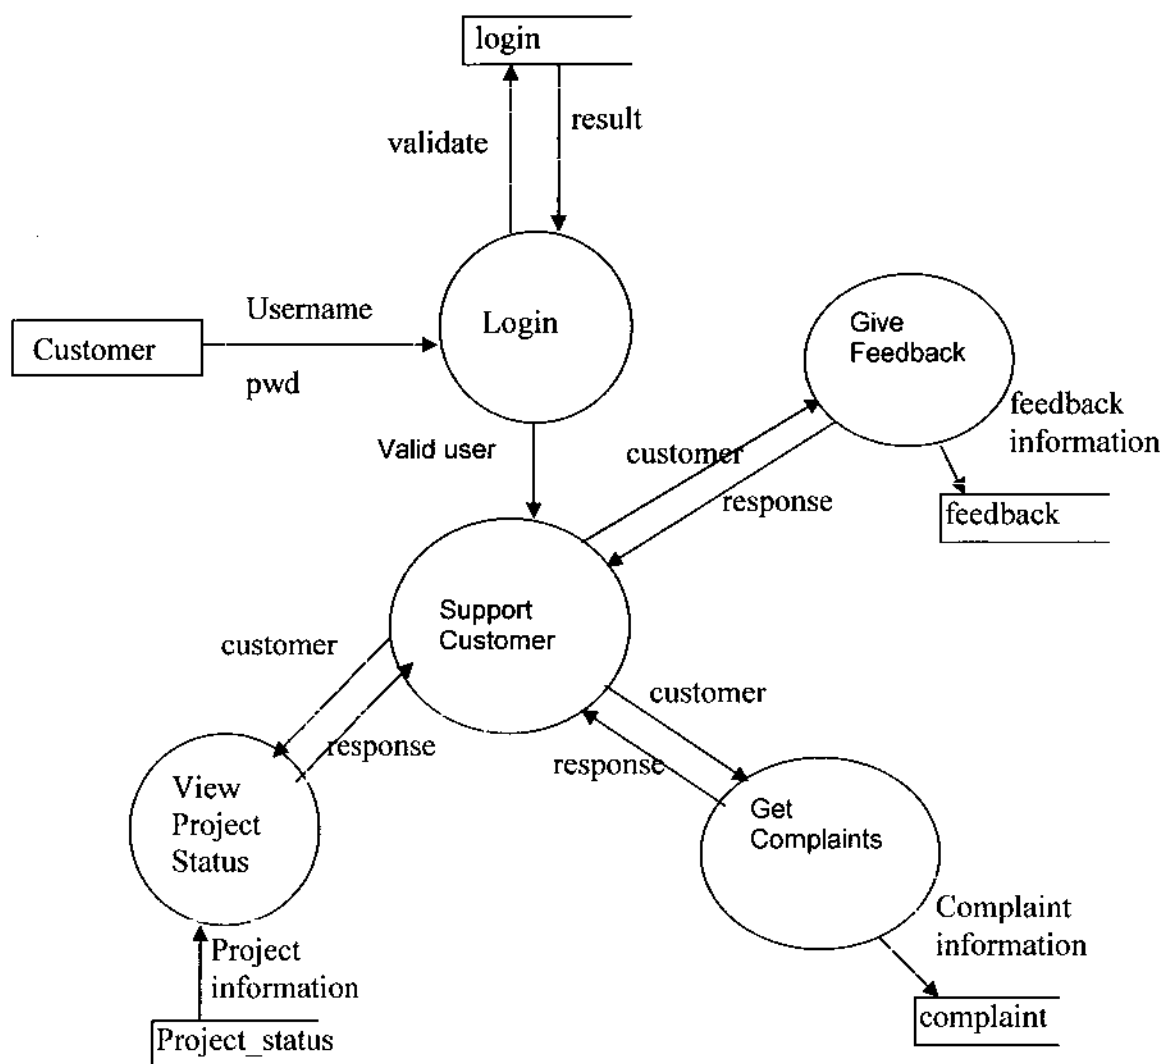 login
validate
result
Username
Login
Customer
pwd
Give
Feedback
Valid user
customer
feedback
information
response
feedback
Support
Customer
customer
customer
response
response
View
Project
Status
Get
Complaints
Complaint
information
Project
information
complaint
Project_status